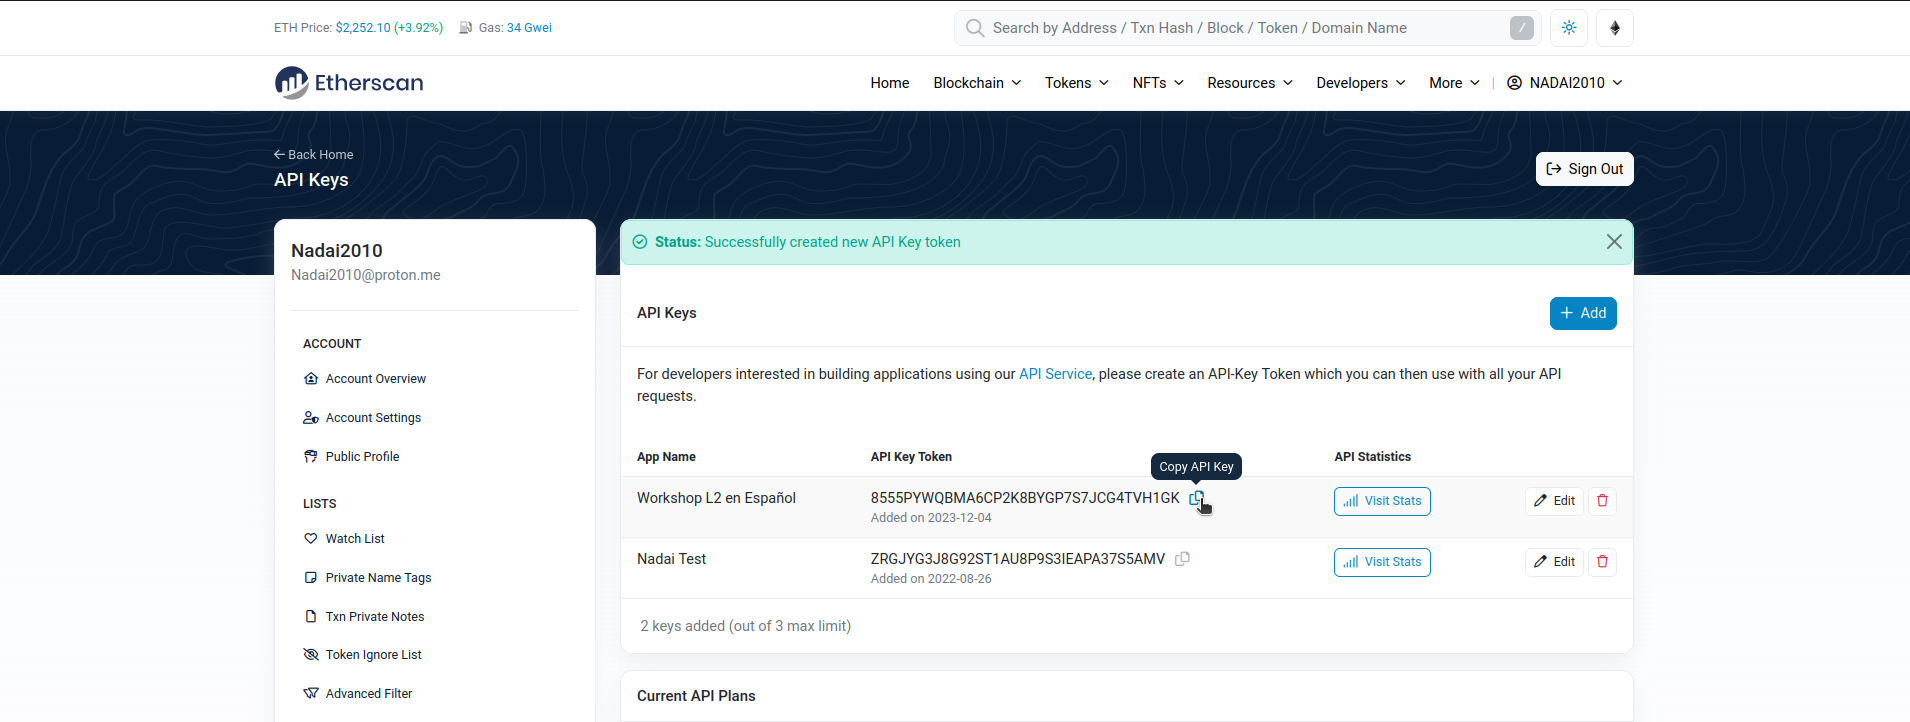 ETH Price: $2,252.10 (+3.92%) Gas: 34 Gwei
Search by Address / Txn Hash / Block / Token / Domain Name /
Etherscan
Home Blockchain Tokens NFTs Resources Developers More | NADAI2010
Back Home
API Keys
Sign Out
Nadai2010
Nadai2010@proton.me
ACCOUNT
Account Overview
Account Settings
Public Profile
LISTS
Watch List
Private Name Tags
Txn Private Notes
Token Ignore List
Advanced Filter
Status: Successfully created new API Key token
API Keys
Add
For developers interested in building applications using our API Service, please create an API-Key Token which you can then use with all your API
requests.
App Name API Key Token API Statistics
Copy API Key
Workshop L2 en Español 8555PYWQBMA6CP2K8BYGP7S7JCG4TVH1GK Visit Stats Edit
Added on 2023-12-04
Nadai Test ZRGJYG3J8G92ST1AU8P9S3IEAPA37S5AMV Visit Stats Edit
Added on 2022-08-26
2 keys added (out of 3 max limit)
Current API Plans